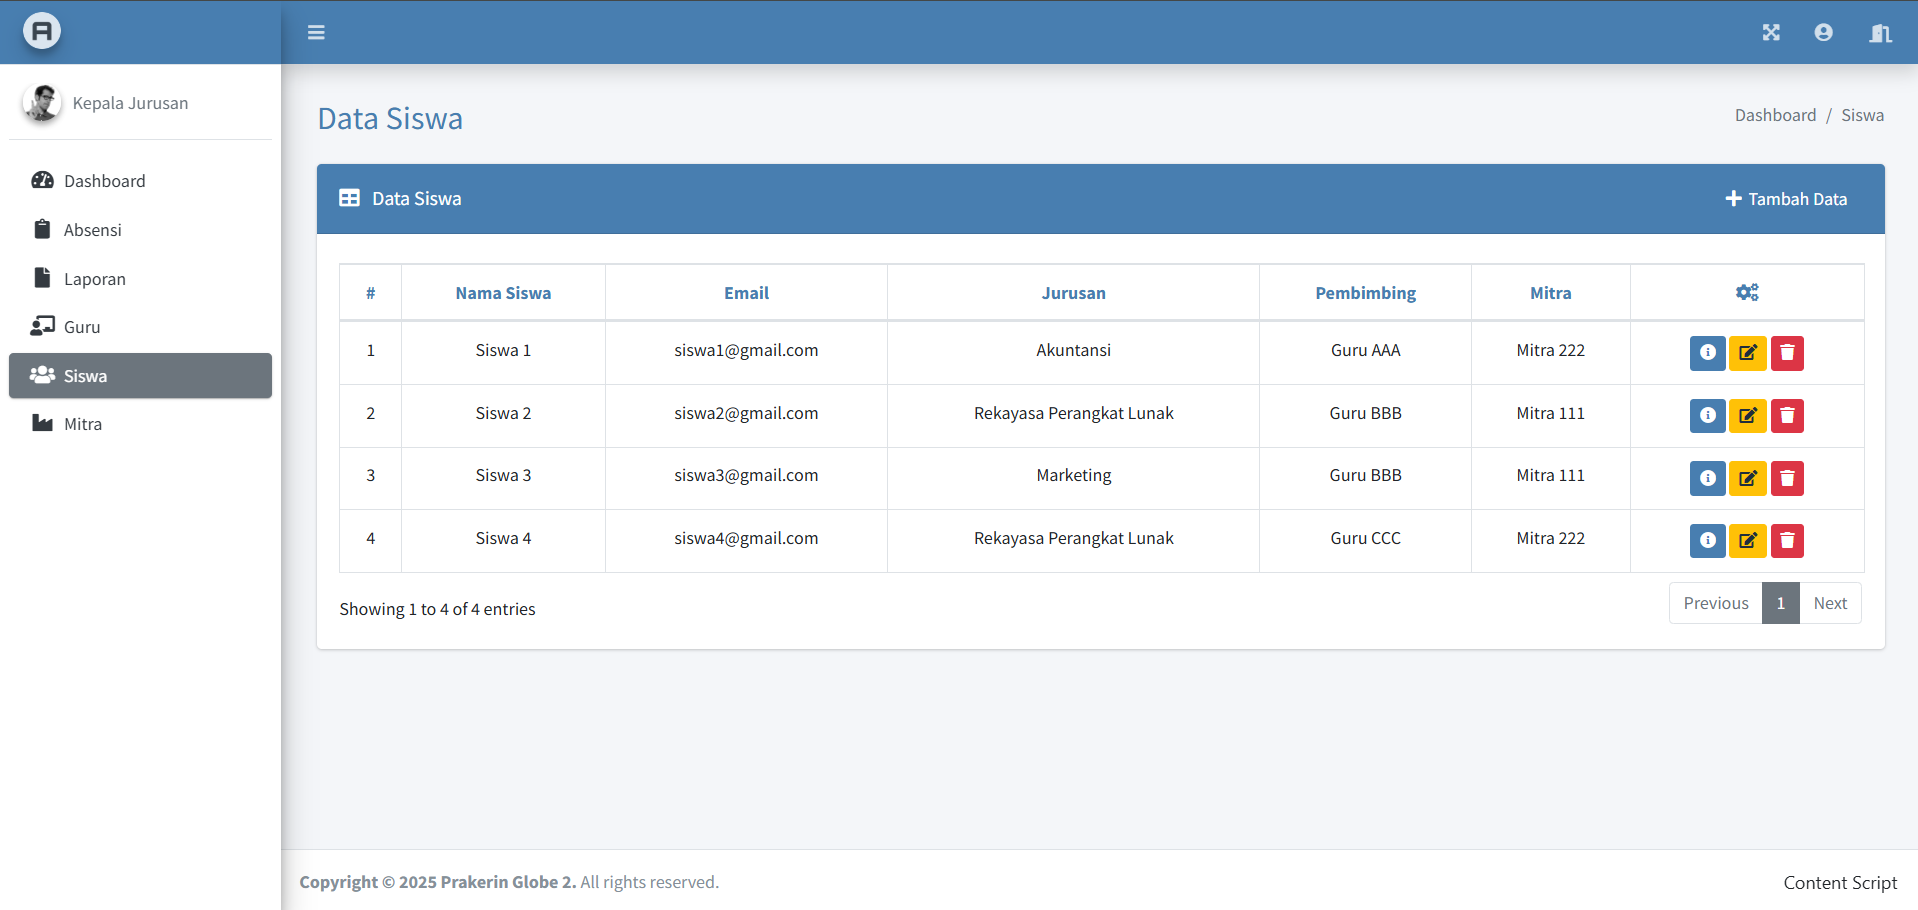 A
Kepala Jurusan
Dashboard
Absensi
Laporan
Guru
Siswa
Mitra
Data Siswa
Dashboard / Siswa
Data Siswa
Tambah Data
# Nama Siswa Email Jurusan Pembimbing Mitra
1 Siswa 1 siswa1@gmail.com Akuntansi Guru AAA Mitra 222
2 Siswa 2 siswa2@gmail.com Rekayasa Perangkat Lunak Guru BBB Mitra 111
3 Siswa 3 siswa3@gmail.com Marketing Guru BBB Mitra 111
4 Siswa 4 siswa4@gmail.com Rekayasa Perangkat Lunak Guru CCC Mitra 222
Showing 1 to 4 of 4 entries
Previous 1 Next
Copyright © 2025 Prakerin Globe 2. All rights reserved.
Content Script